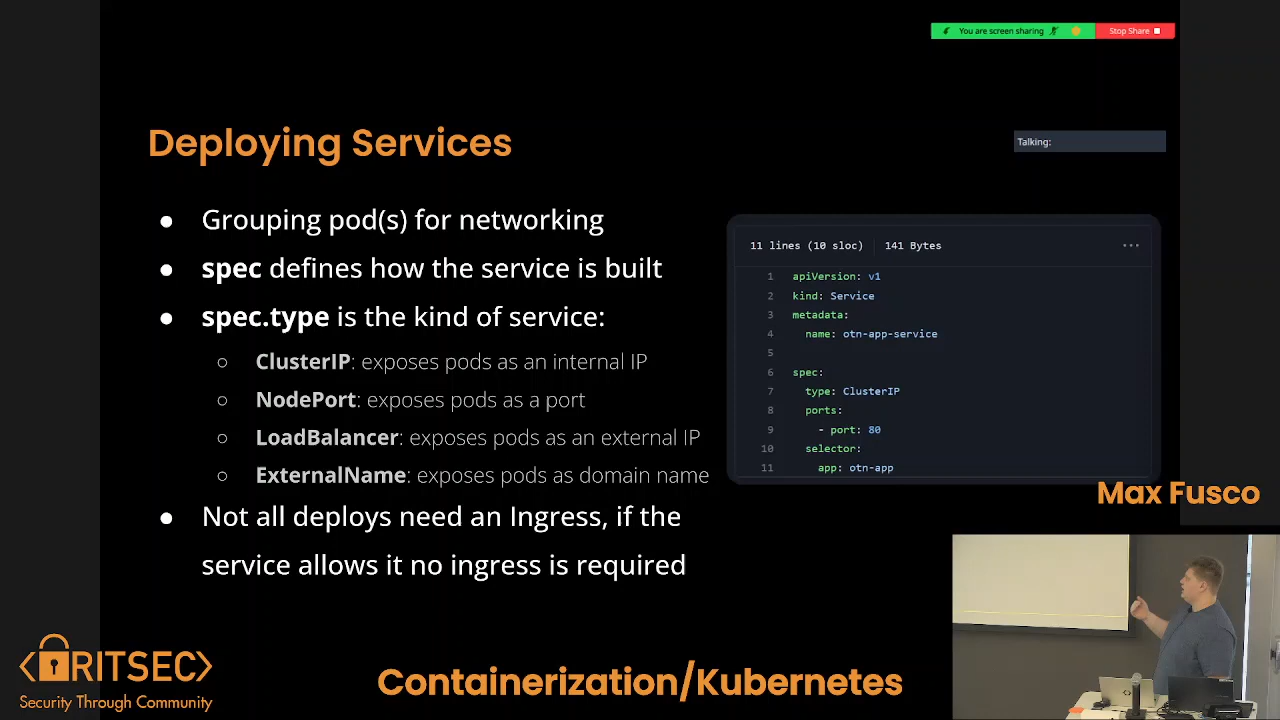 You are screen sharing
Stop Share
Deploying Services
Talking:
● Grouping pod(s) for networking
● spec defines how the service is built
● spec.type is the kind of service:
○ ClusterIP: exposes pods as an internal IP
○ NodePort: exposes pods as a port
○ LoadBalancer: exposes pods as an external IP
○ ExternalName: exposes pods as domain name
● Not all deploys need an Ingress, if the
service allows it no ingress is required
11 lines (10 sloc) 141 Bytes ...
1 apiVersion: v1
2 kind: Service
3 metadata:
4 name: otn-app-service
5
6 spec:
7 type: ClusterIP
8 ports:
9 - port: 80
10 selector:
11 app: otn-app
Max Fusco
RITSEC
Security Through Community
Containerization/Kubernetes